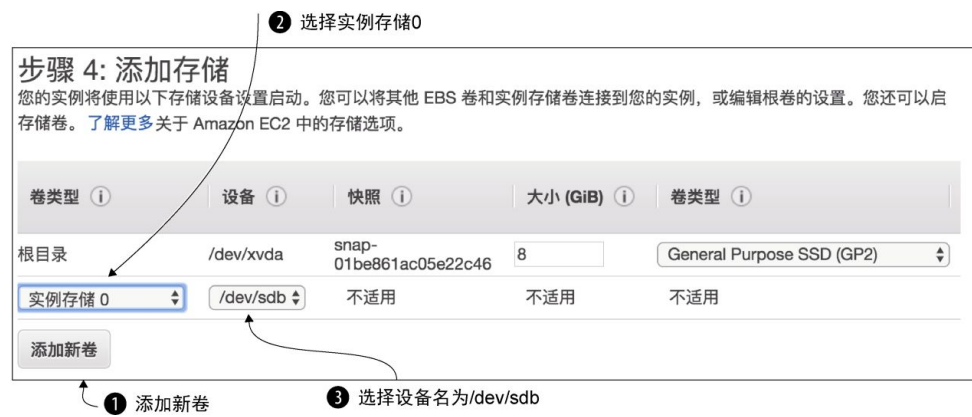 ❷ 选择实例存储0
步骤 4: 添加存储
您的实例将使用以下存储设备设置启动。您可以将其他 EBS 卷和实例存储卷连接到您的实例，或编辑根卷的设置。您还可以启
存储卷。 了解更多关于 Amazon EC2 中的存储选项。
卷类型 i 设备 i 快照 i 大小 (GiB) i 卷类型 i
根目录 /dev/xvda snap-01be861ac05e22c46 8 General Purpose SSD (GP2)
实例存储 0 /dev/sdb 不适用 不适用 不适用
添加新卷
❶ 添加新卷
❸ 选择设备名为/dev/sdb